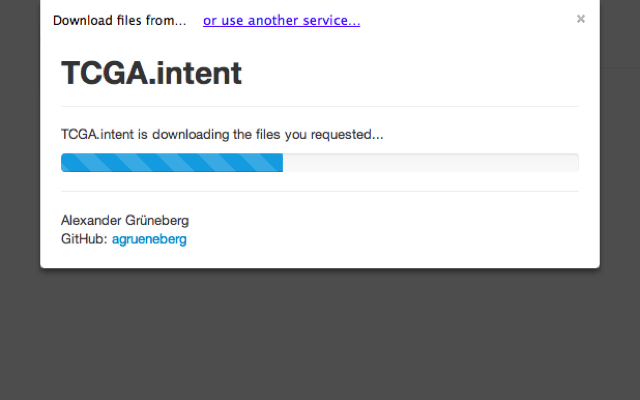 Download files from... or use another service...
×
TCGA.intent
TCGA.intent is downloading the files you requested...
Alexander Grüneberg
GitHub: agrueneberg